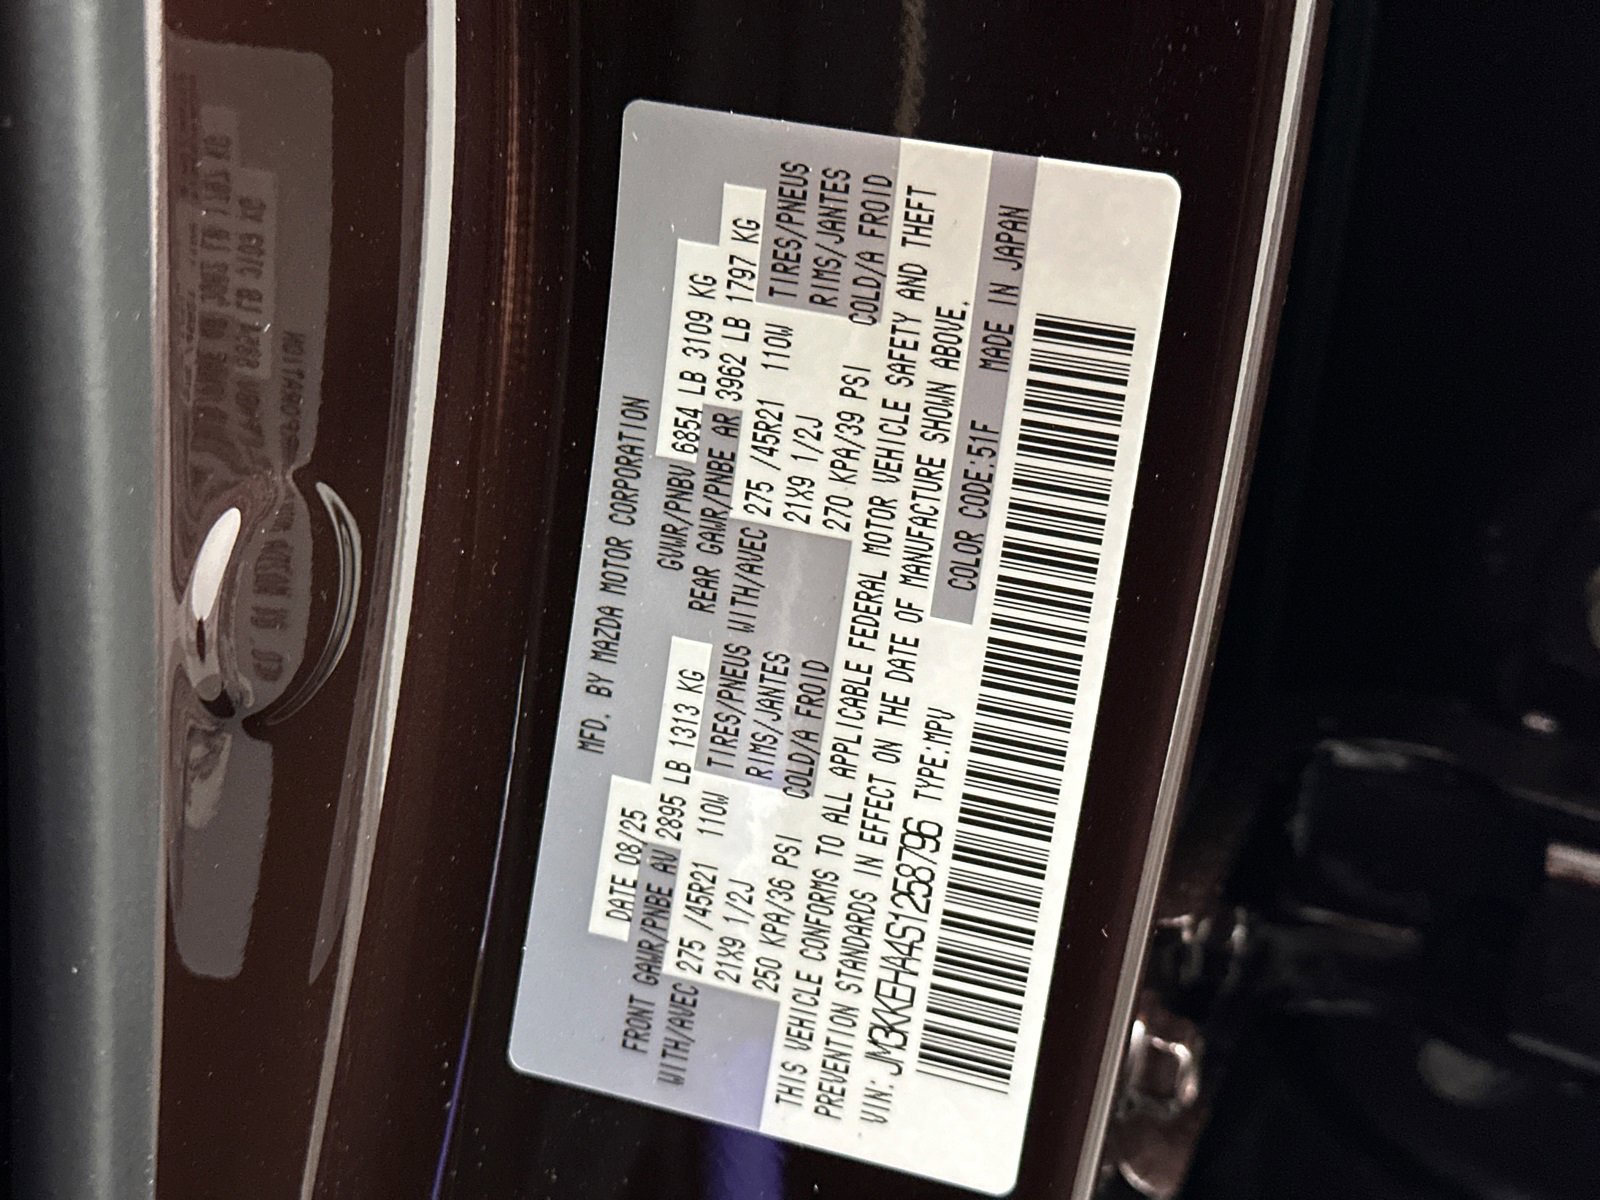 MFD. BY MAZDA MOTOR CORPORATION
DATE 08/25 GVWR/PNBV 6854 LB 3109 KG
FRONT GAWR/PNBE AV 2895 LB 1313 KG REAR GAWR/PNBE AR 3962 LB 1797 KG
WITH/AVEC 275 /45R21 110W TIRES/PNEUS WITH/AVEC 275 /45R21 110W TIRES/PNEUS
21X9 1/2J RIMS/JANTES 21X9 1/2J RIMS/JANTES
250 KPA/36 PSI COLD/A FROID 270 KPA/39 PSI COLD/A FROID
THIS VEHICLE CONFORMS TO ALL APPLICABLE FEDERAL MOTOR VEHICLE SAFETY AND THEFT
PREVENTION STANDARDS IN EFFECT ON THE DATE OF MANUFACTURE SHOWN ABOVE.
VIN: JM3KKEHA4S1258796 TYPE:MPV COLOR CODE:51F MADE IN JAPAN